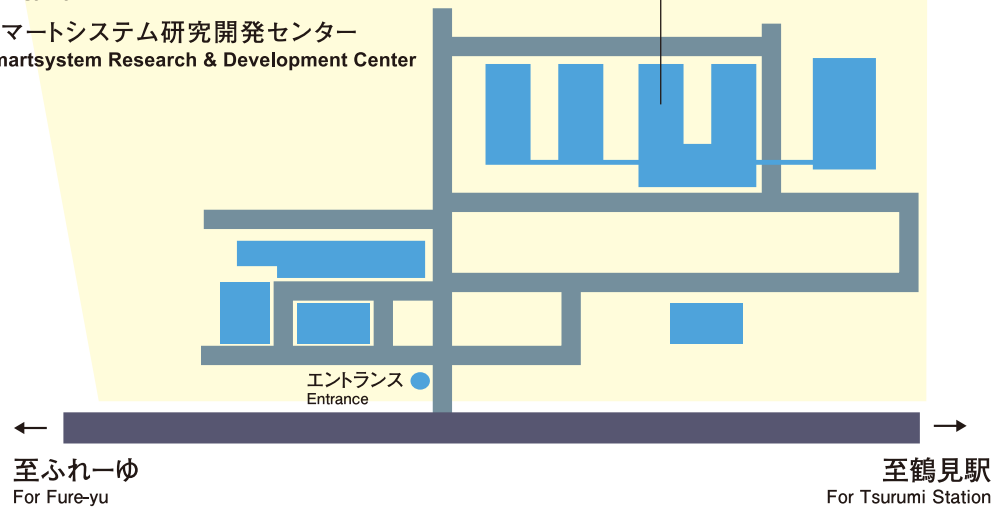 マートシステム研究開発センター
martsystem Research & Development Center
エントランス
Entrance
至ふれーゆ
For Fure-yu
至鶴見駅
For Tsurumi Station